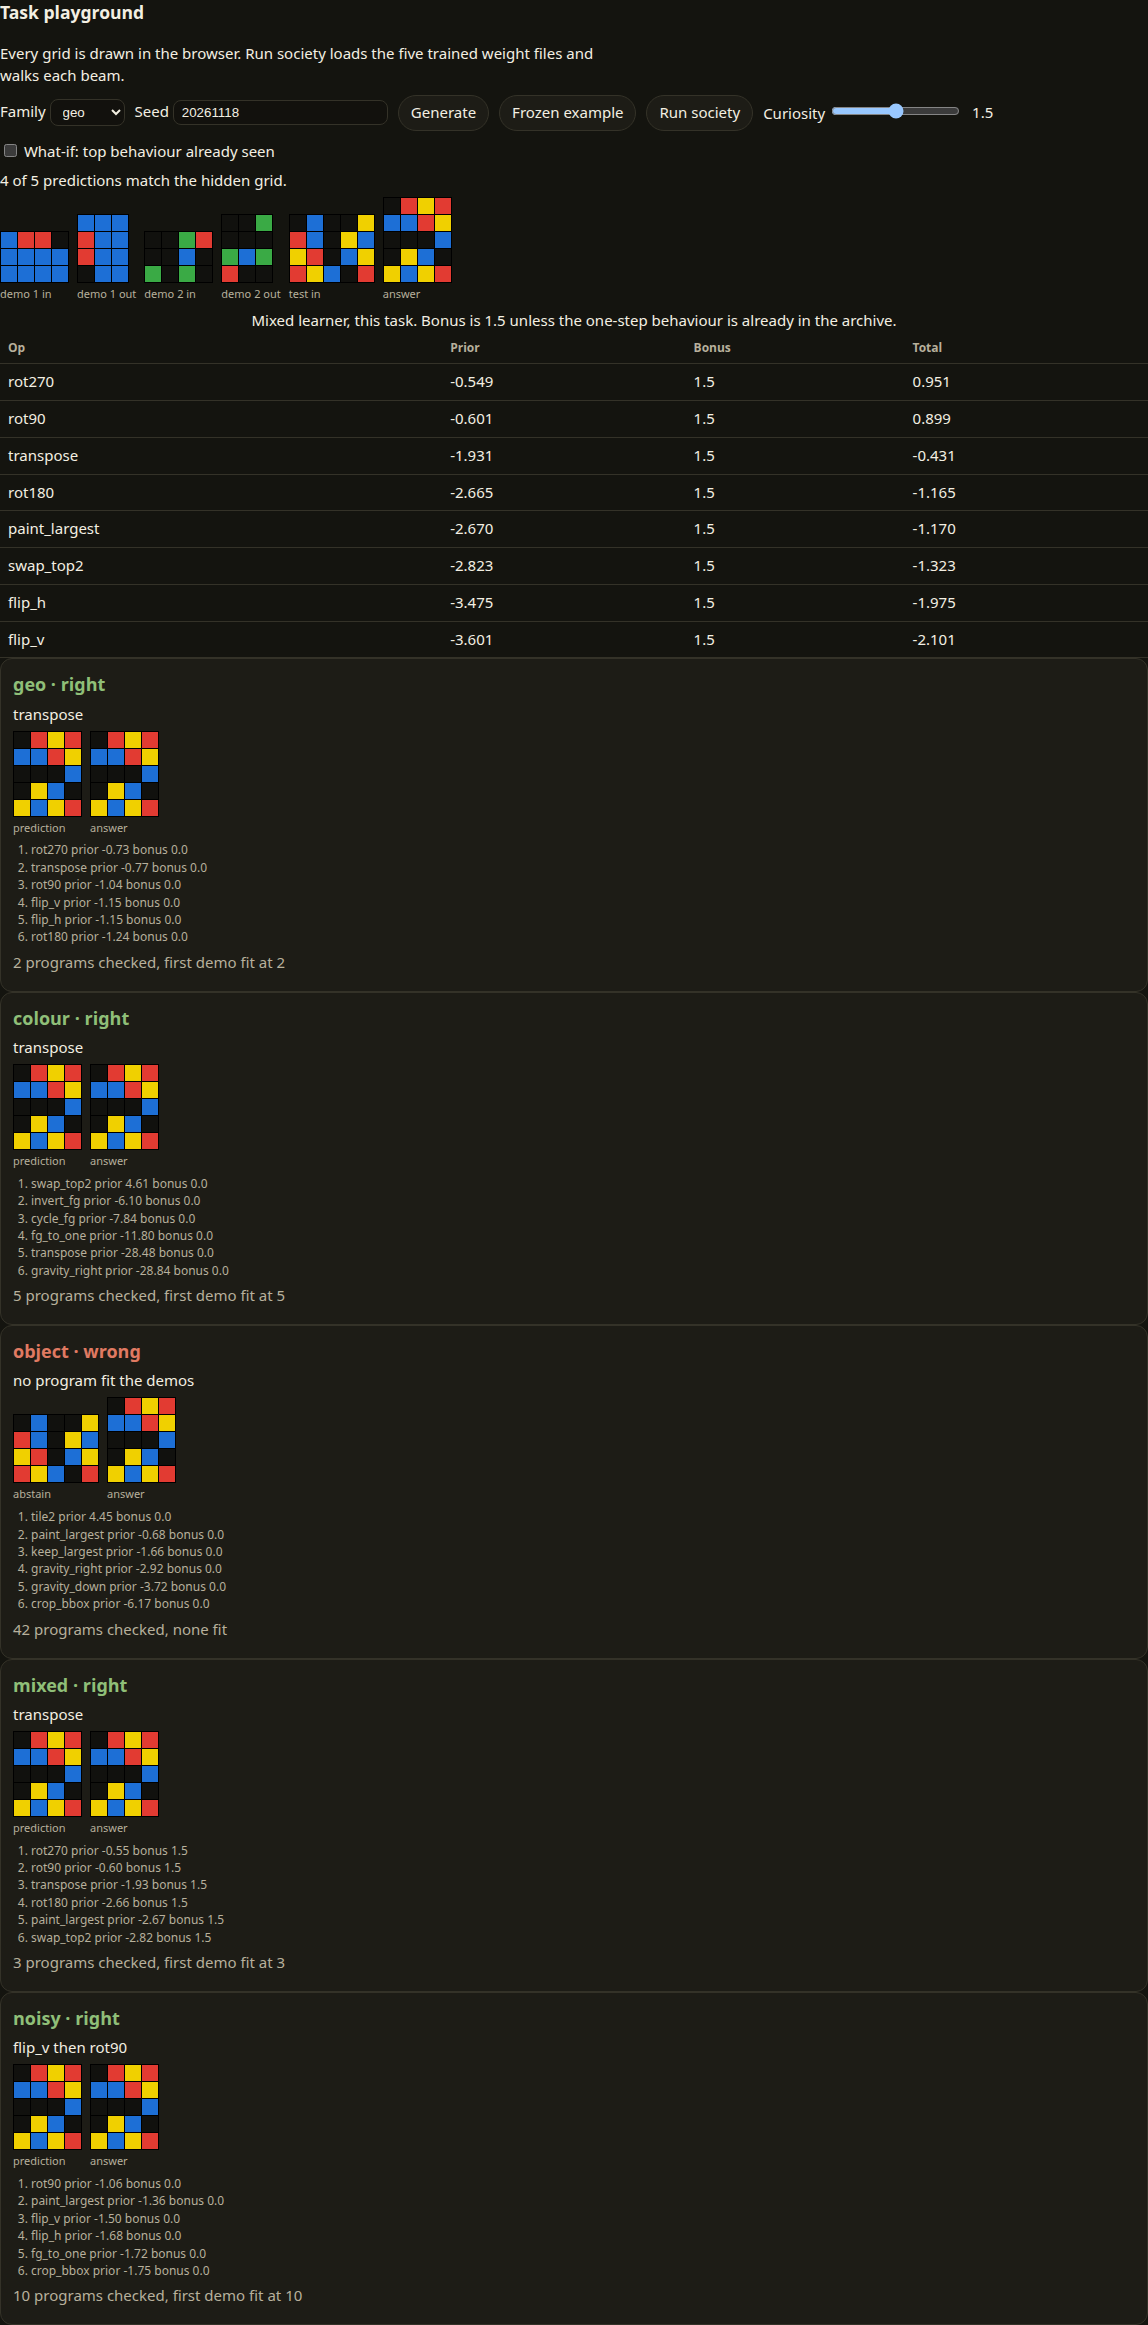 Task playground
Every grid is drawn in the browser. Run society loads the five trained weight files and
walks each beam.
Family geo Seed 20261118 Generate Frozen example Run society Curiosity 1.5
What-if: top behaviour already seen
4 of 5 predictions match the hidden grid.
demo 1 in demo 1 out demo 2 in demo 2 out test in answer
Mixed learner, this task. Bonus is 1.5 unless the one-step behaviour is already in the archive.
Op Prior Bonus Total
rot270 -0.549 1.5 0.951
rot90 -0.601 1.5 0.899
transpose -1.931 1.5 -0.431
rot180 -2.665 1.5 -1.165
paint_largest -2.670 1.5 -1.170
swap_top2 -2.823 1.5 -1.323
flip_h -3.475 1.5 -1.975
flip_v -3.601 1.5 -2.101
geo · right
transpose
prediction answer
1. rot270 prior -0.73 bonus 0.0
2. transpose prior -0.77 bonus 0.0
3. rot90 prior -1.04 bonus 0.0
4. flip_v prior -1.15 bonus 0.0
5. flip_h prior -1.15 bonus 0.0
6. rot180 prior -1.24 bonus 0.0
2 programs checked, first demo fit at 2
colour · right
transpose
prediction answer
1. swap_top2 prior 4.61 bonus 0.0
2. invert_fg prior -6.10 bonus 0.0
3. cycle_fg prior -7.84 bonus 0.0
4. fg_to_one prior -11.80 bonus 0.0
5. transpose prior -28.48 bonus 0.0
6. gravity_right prior -28.84 bonus 0.0
5 programs checked, first demo fit at 5
object · wrong
no program fit the demos
abstain answer
1. tile2 prior 4.45 bonus 0.0
2. paint_largest prior -0.68 bonus 0.0
3. keep_largest prior -1.66 bonus 0.0
4. gravity_right prior -2.92 bonus 0.0
5. gravity_down prior -3.72 bonus 0.0
6. crop_bbox prior -6.17 bonus 0.0
42 programs checked, none fit
mixed · right
transpose
prediction answer
1. rot270 prior -0.55 bonus 1.5
2. rot90 prior -0.60 bonus 1.5
3. transpose prior -1.93 bonus 1.5
4. rot180 prior -2.66 bonus 1.5
5. paint_largest prior -2.67 bonus 1.5
6. swap_top2 prior -2.82 bonus 1.5
3 programs checked, first demo fit at 3
noisy · right
flip_v then rot90
prediction answer
1. rot90 prior -1.06 bonus 0.0
2. paint_largest prior -1.36 bonus 0.0
3. flip_v prior -1.50 bonus 0.0
4. flip_h prior -1.68 bonus 0.0
5. fg_to_one prior -1.72 bonus 0.0
6. crop_bbox prior -1.75 bonus 0.0
10 programs checked, first demo fit at 10